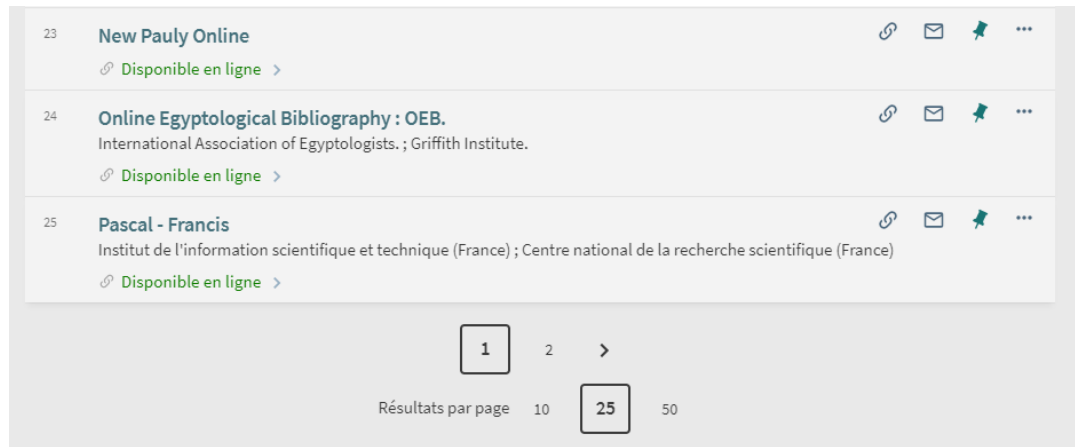 23 New Pauly Online
Disponible en ligne
24 Online Egyptological Bibliography : OEB.
International Association of Egyptologists. ; Griffith Institute.
Disponible en ligne
25 Pascal - Francis
Institut de l'information scientifique et technique (France) ; Centre national de la recherche scientifique (France)
Disponible en ligne
1 2
Résultats par page 10 25 50